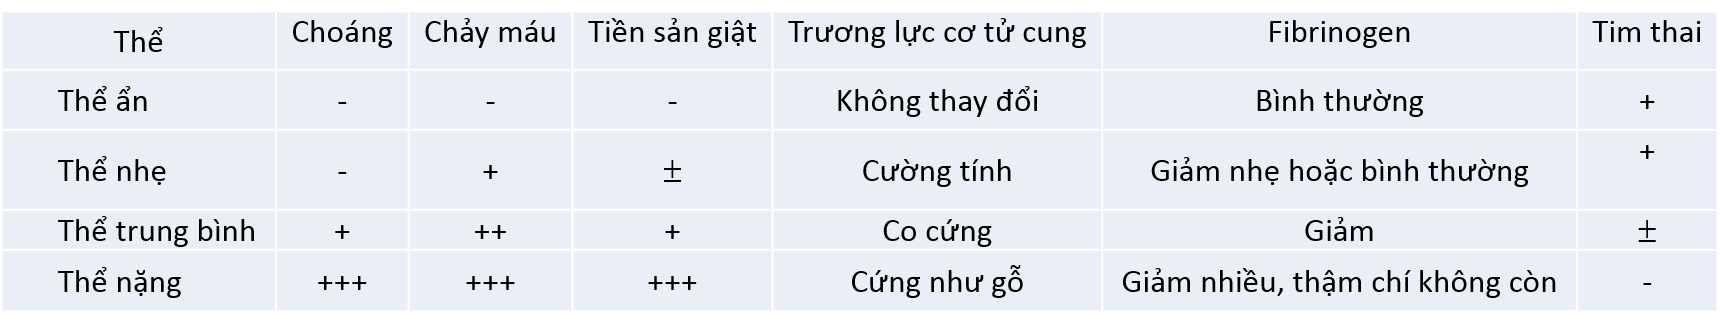 Thể Choáng Chảy máu Tiền sản giật Trương lực cơ tử cung Fibrinogen Tim thai
Thể ẩn - - - Không thay đổi Bình thường +
Thể nhẹ - + ± Cường tính Giảm nhẹ hoặc bình thường +
Thể trung bình + ++ + Co cứng Giảm ±
Thể nặng +++ +++ +++ Cứng như gỗ Giảm nhiều, thậm chí không còn -